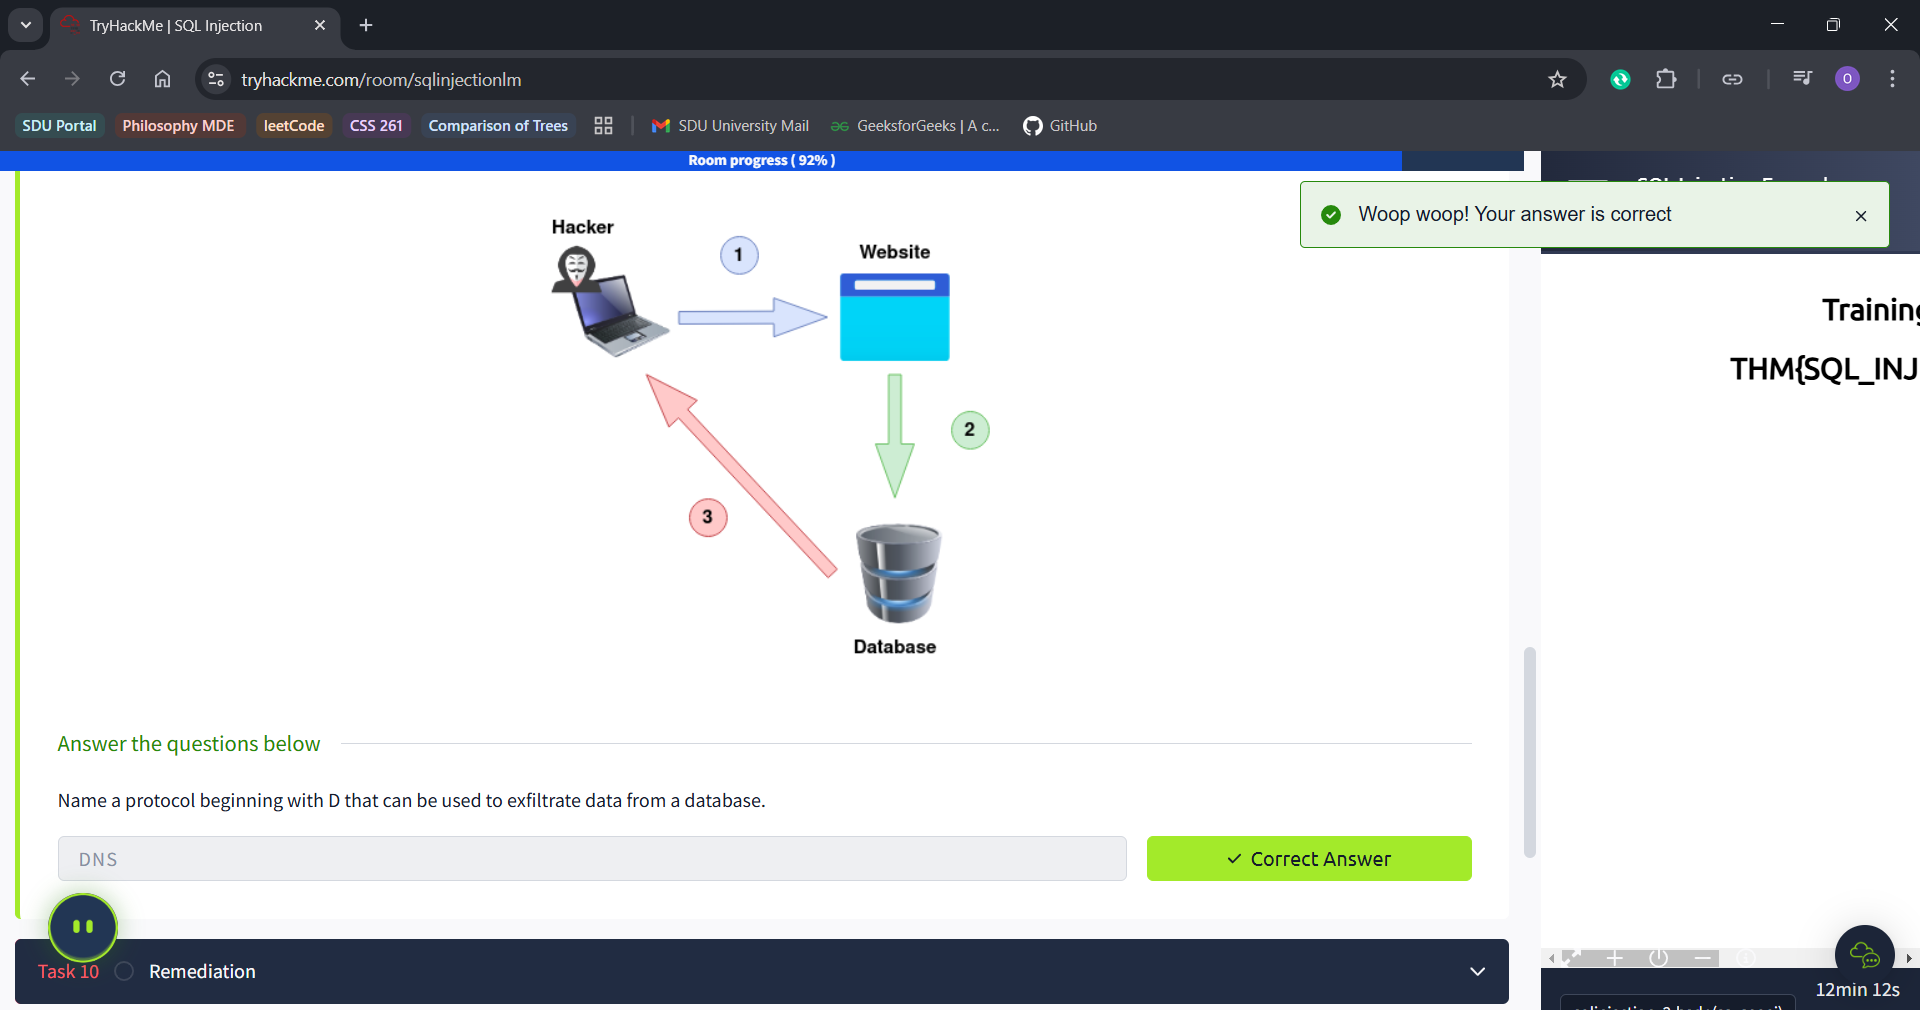 TryHackMe | SQL Injection
tryhackme.com/room/sqlinjectionlm
O
SDU Portal
Philosophy MDE
leetCode
CSS 261
Comparison of Trees
SDU University Mail
GeeksforGeeks | A c...
GitHub
Room progress ( 92% )
Woop woop! Your answer is correct
Hacker
1
Website
2
3
Database
Training
THM{SQL_INJ
Answer the questions below
Name a protocol beginning with D that can be used to exfiltrate data from a database.
DNS
Correct Answer
Task 10
Remediation
12min 12s